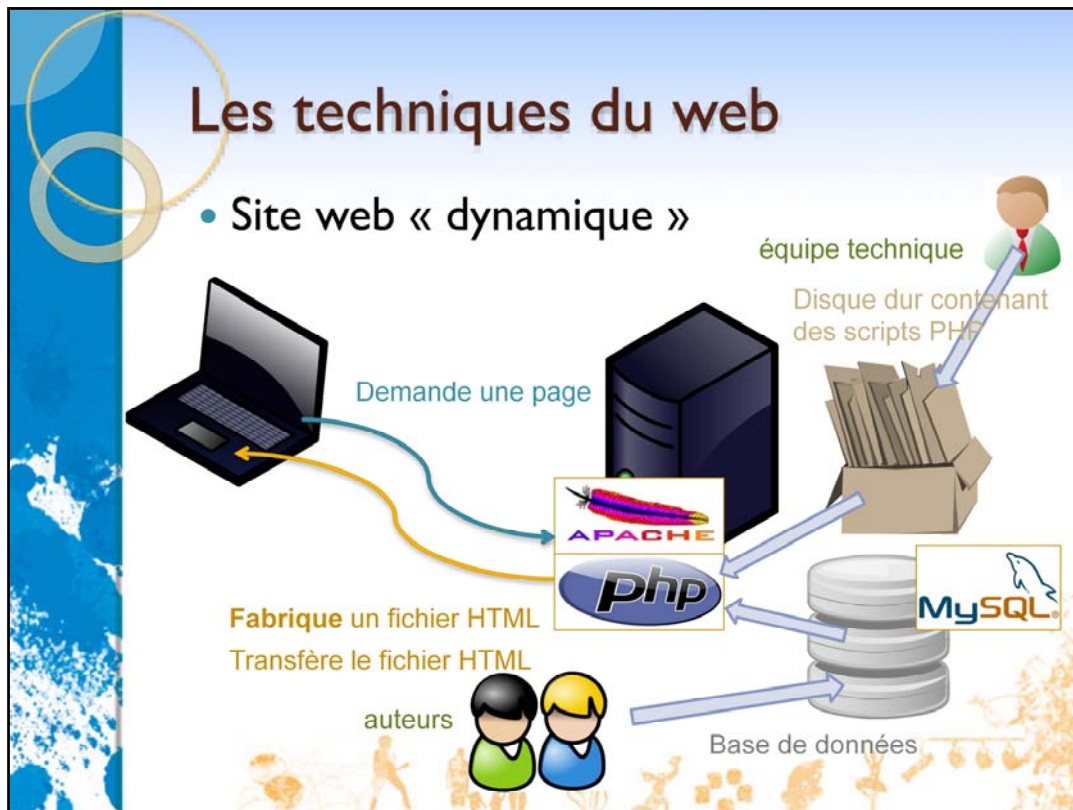 Les techniques du web
• Site web « dynamique »
équipe technique
Disque dur contenant
des scripts PHP
Demande une page
APACHE
php
MySQL®
Fabrique un fichier HTML
Transfère le fichier HTML
auteurs
Base de données